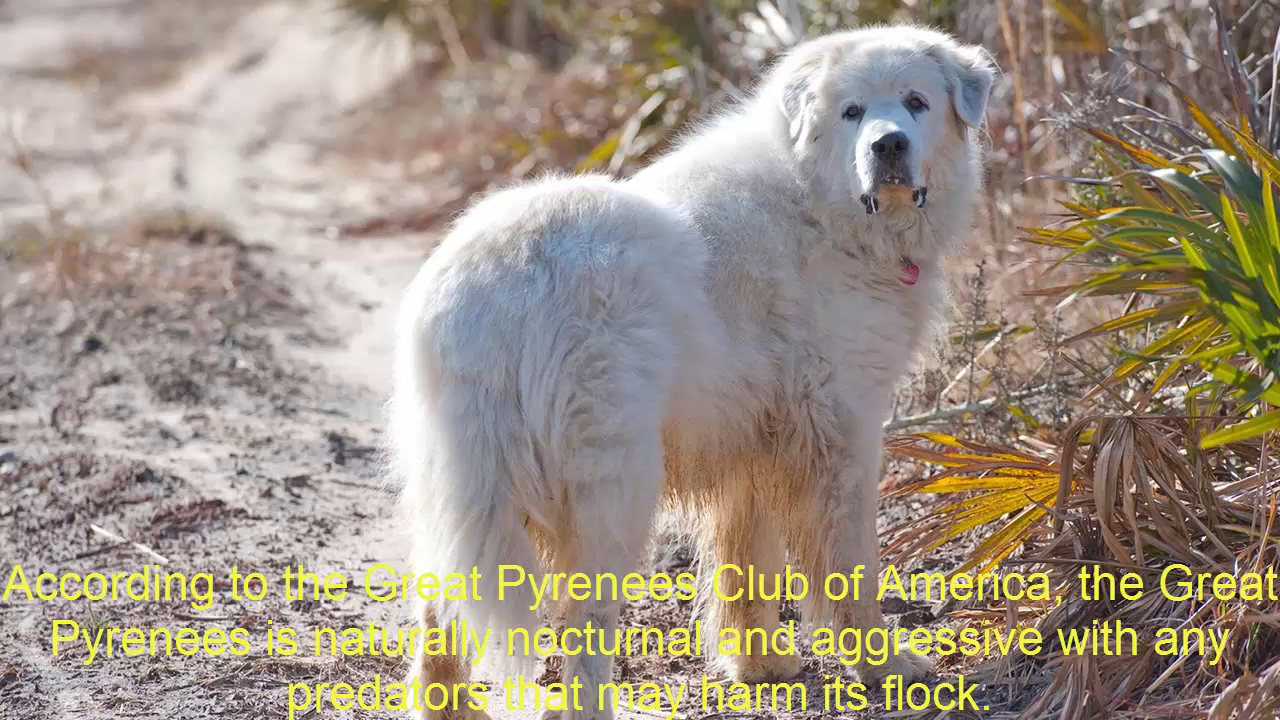 According to the Great Pyrenees Club of America, the Great
Pyrenees is naturally nocturnal and aggressive with any
predators that may harm its flock.